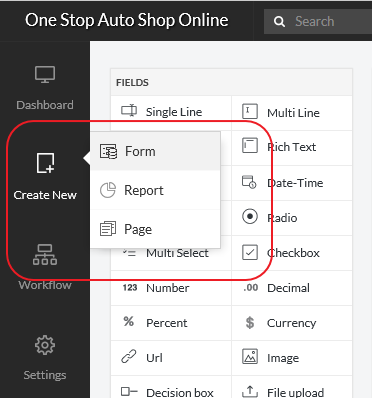 One Stop Auto Shop Online
Search
Dashboard
Create New
Workflow
Settings
Form
Report
Page
FIELDS
Single Line
Multi Line
Rich Text
Date-Time
Radio
Multi Select
Checkbox
123 Number
.00 Decimal
% Percent
$ Currency
Url
Image
Decision box
File upload